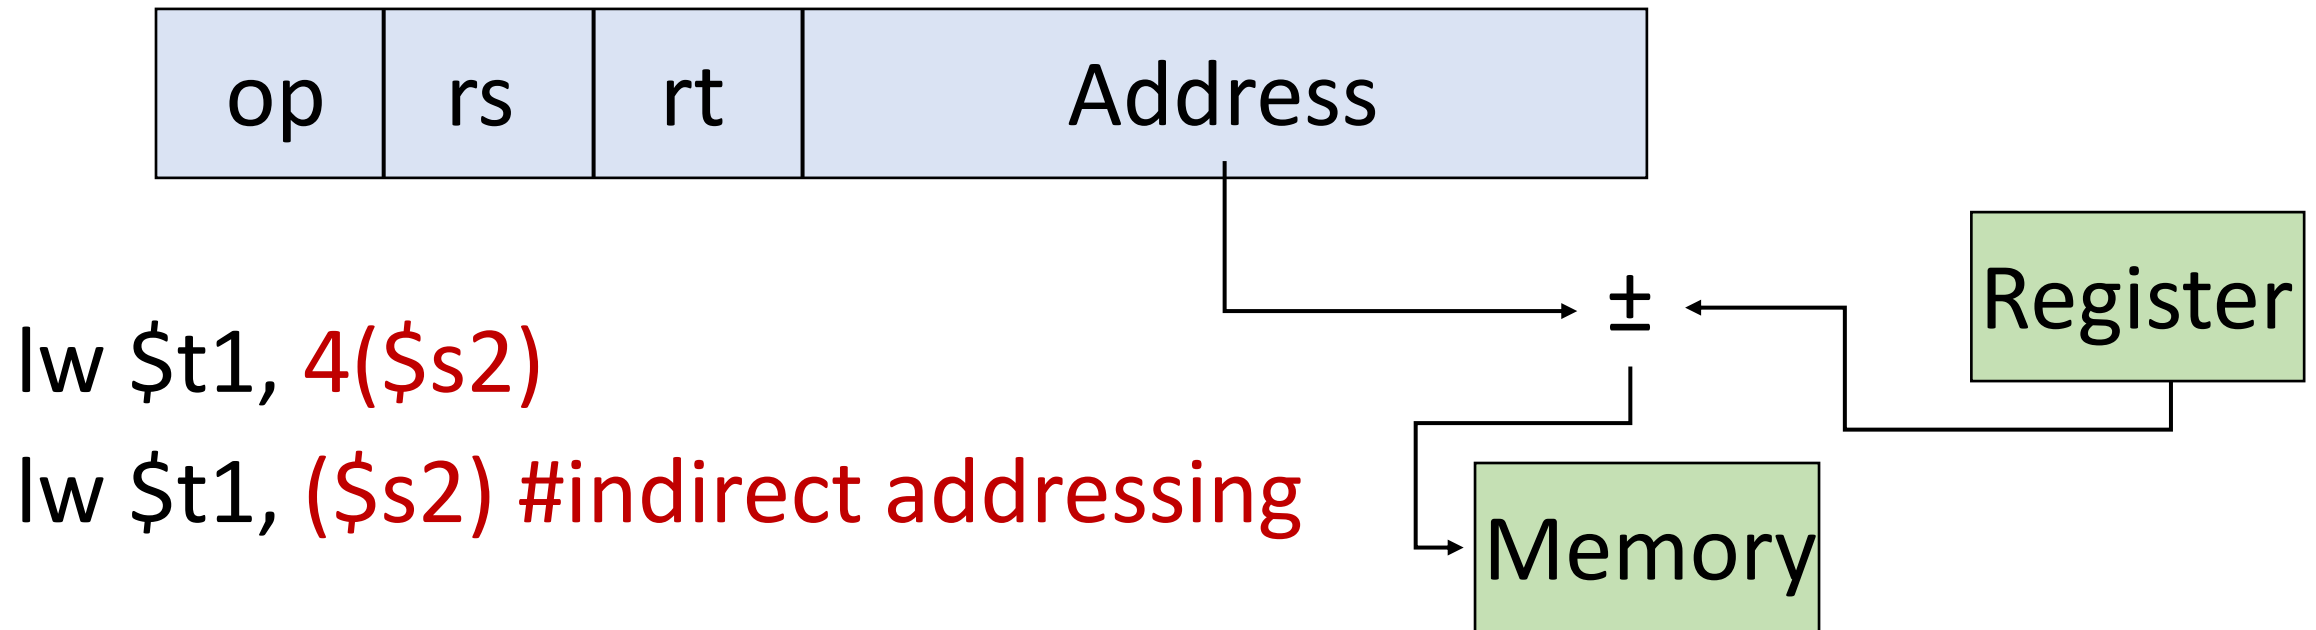 op rs rt Address
Register
±
lw $t1, 4($s2)
lw $t1, ($s2) #indirect addressing
Memory